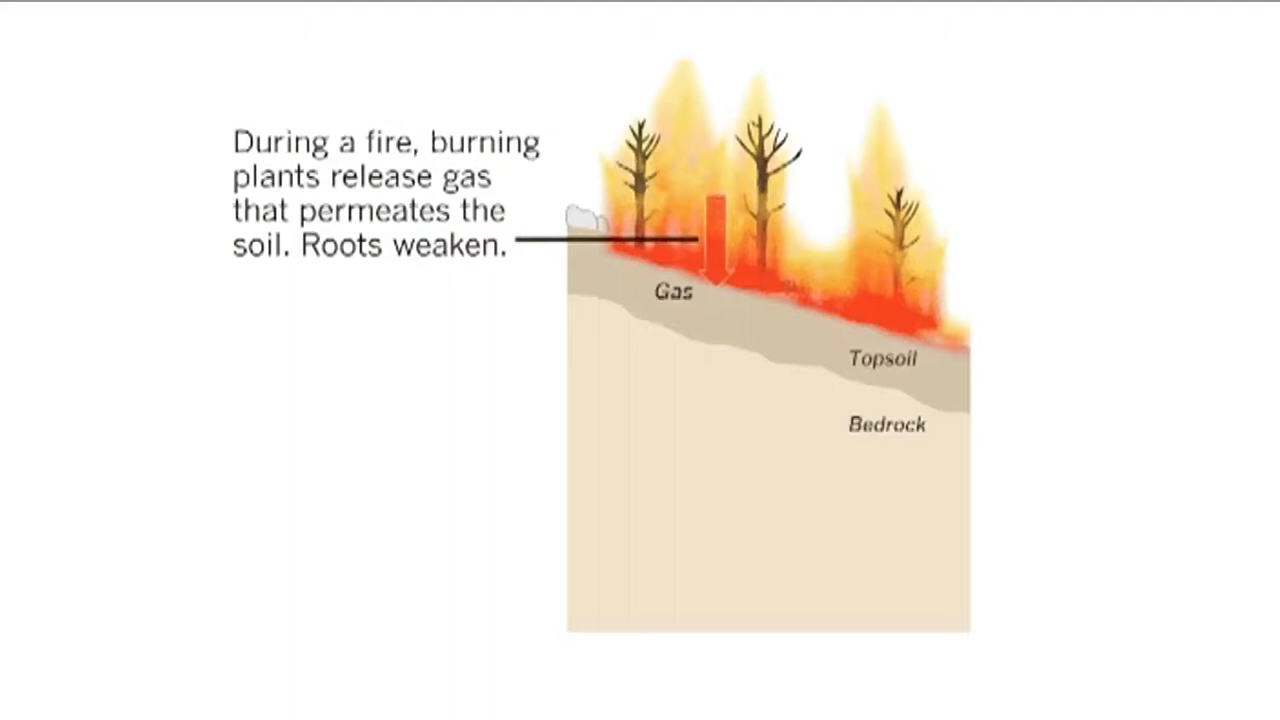 During a fire, burning
plants release gas
that permeates the
soil. Roots weaken.
Gas
Topsoil
Bedrock